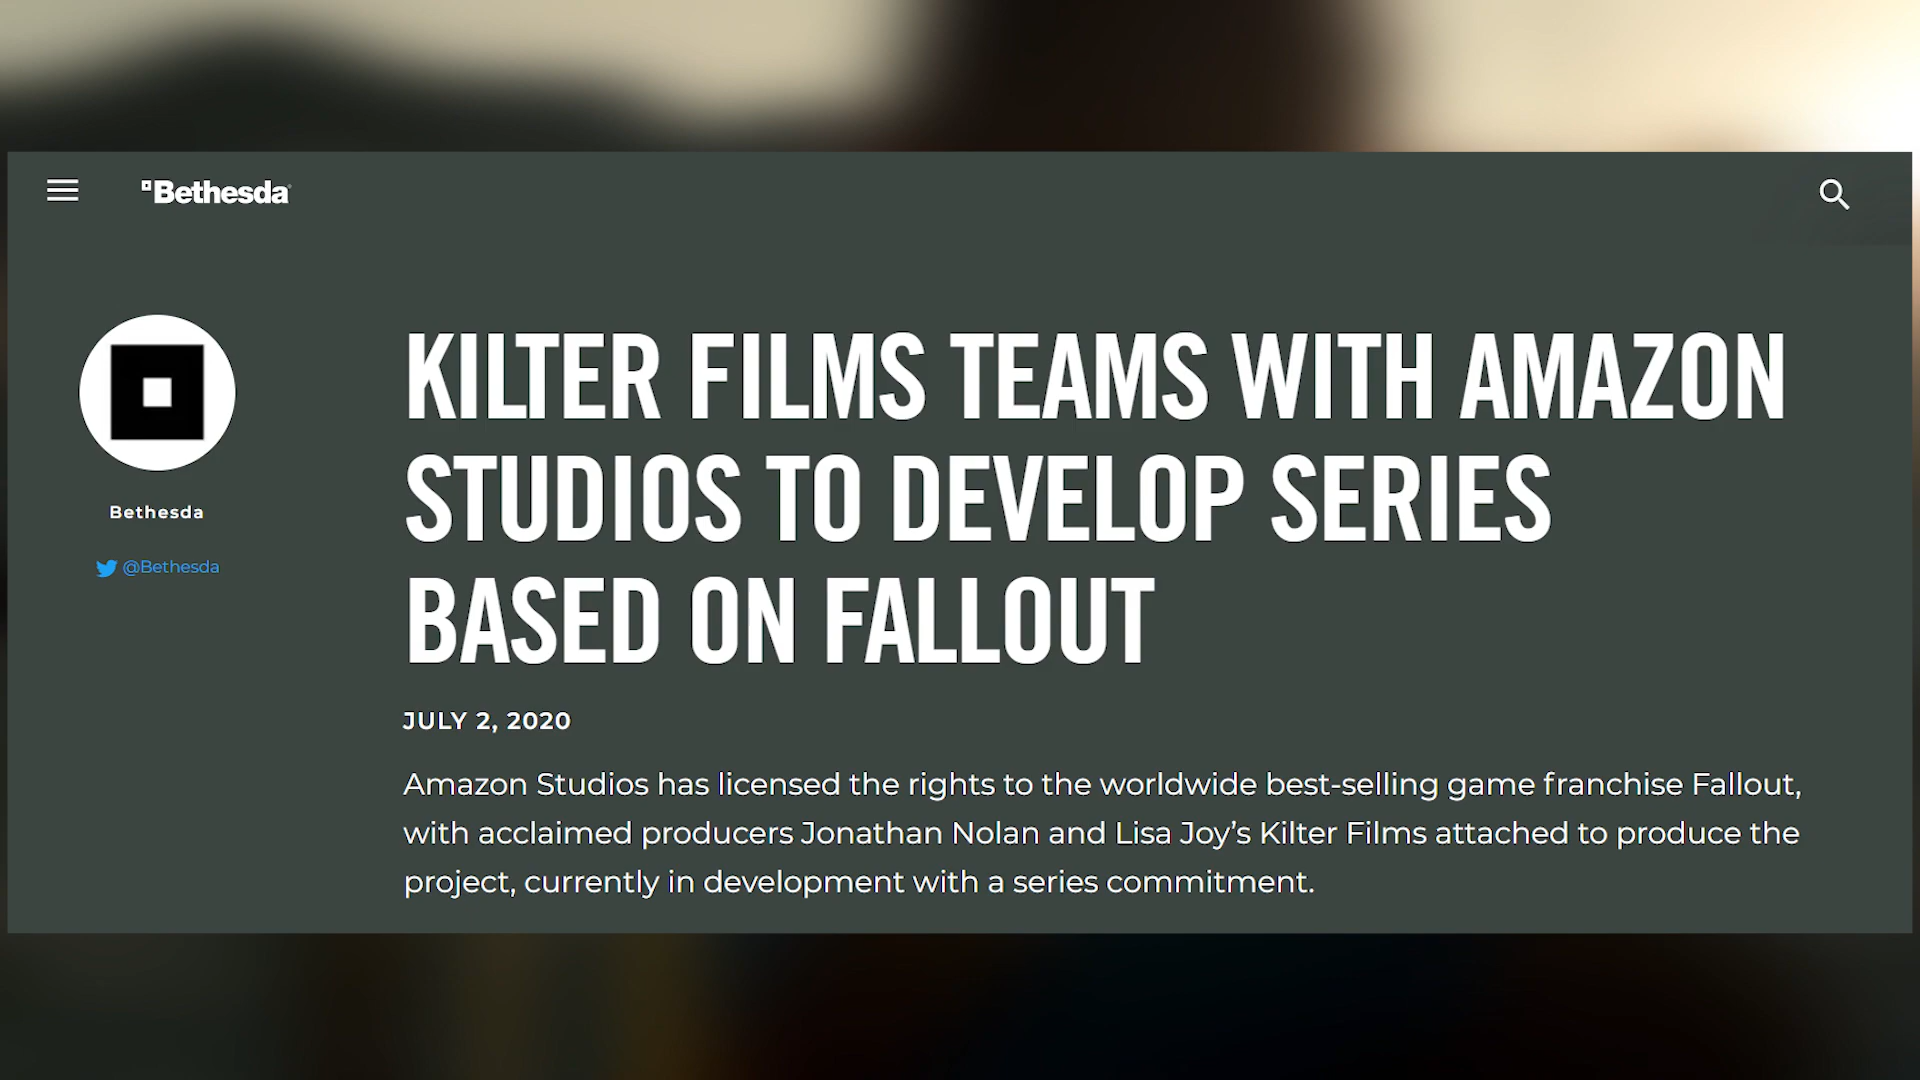 Bethesda
KILTER FILMS TEAMS WITH AMAZON
STUDIOS TO DEVELOP SERIES
BASED ON FALLOUT
Bethesda
@Bethesda
JULY 2, 2020
Amazon Studios has licensed the rights to the worldwide best-selling game franchise Fallout,
with acclaimed producers Jonathan Nolan and Lisa Joy’s Kilter Films attached to produce the
project, currently in development with a series commitment.